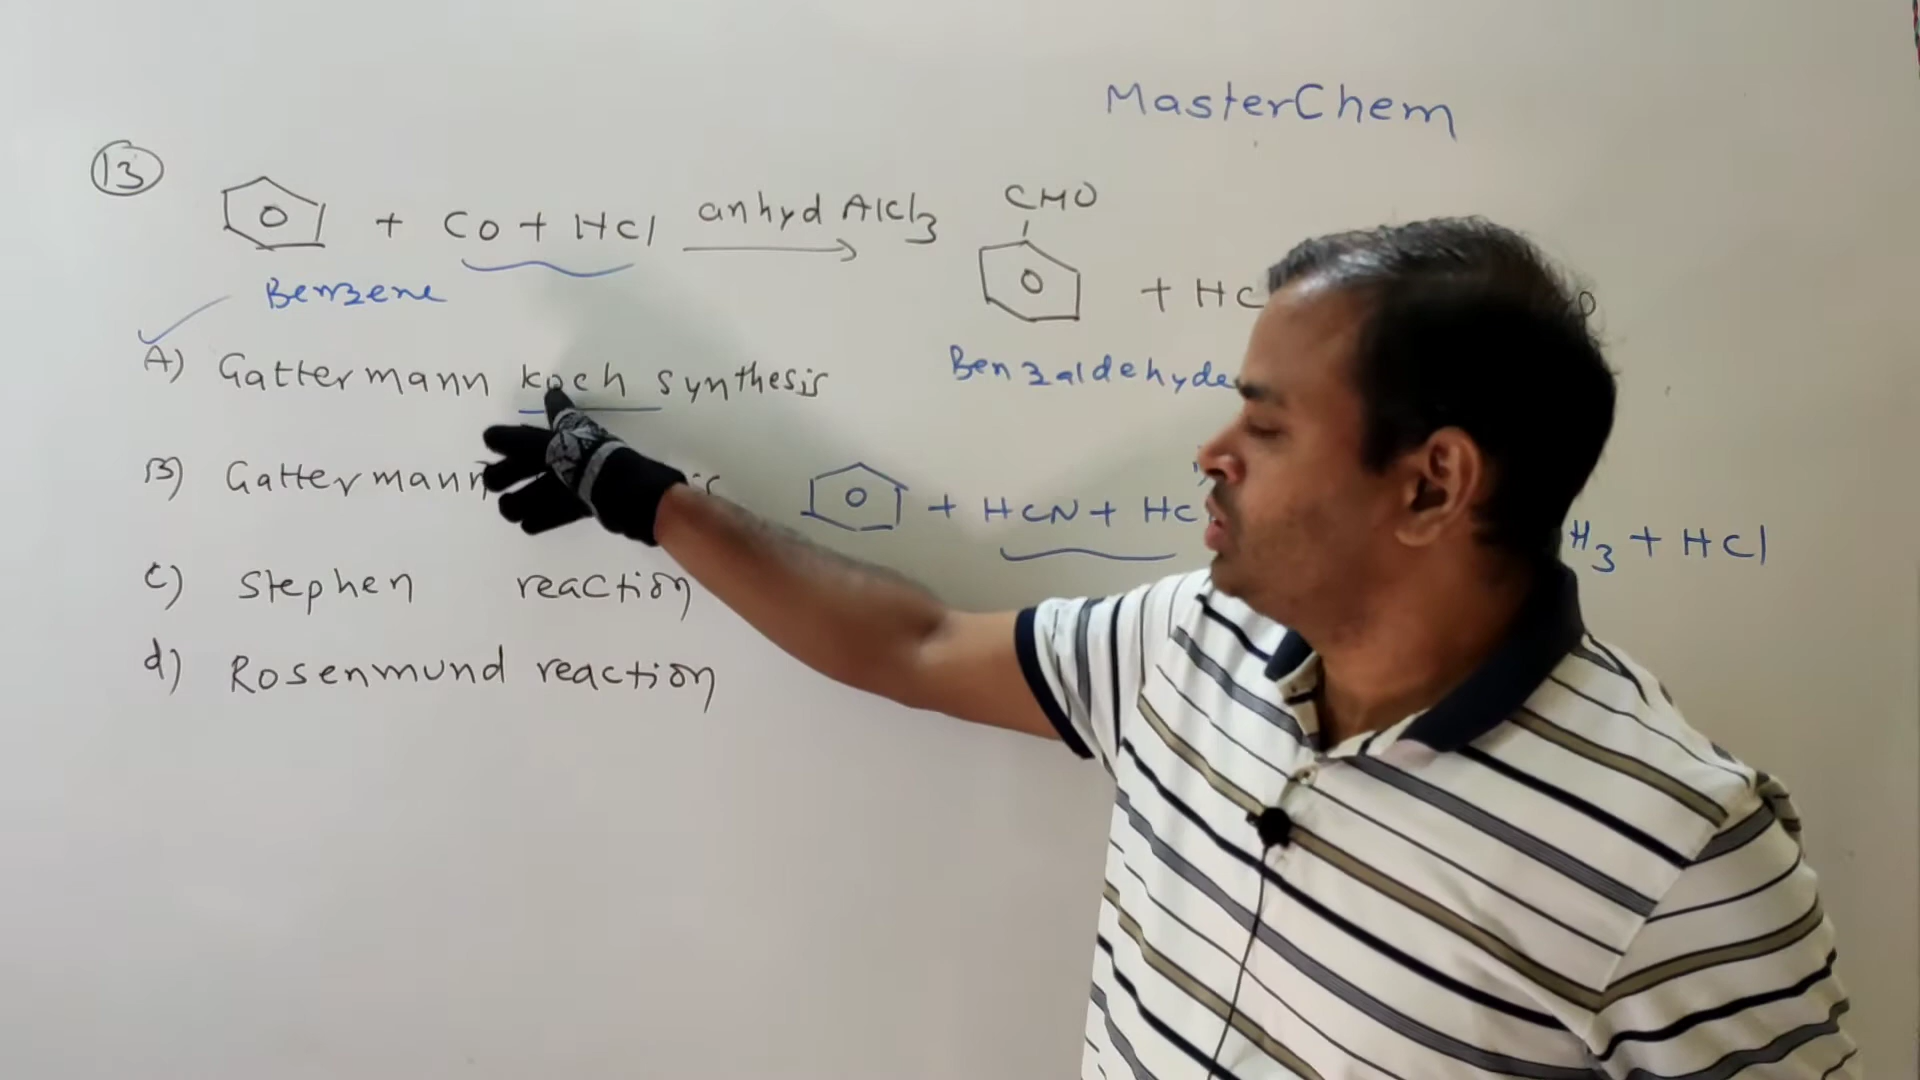 MasterChem
13
+ Co + HCl anhyd AlCl3 CHO
+ HC
Benzene
Benzaldehyde
A) Gattermann koch synthesis
B) Gattermann
+ HCN + HC
H3 + HCl
c) Stephen reaction
d) Rosenmund reaction